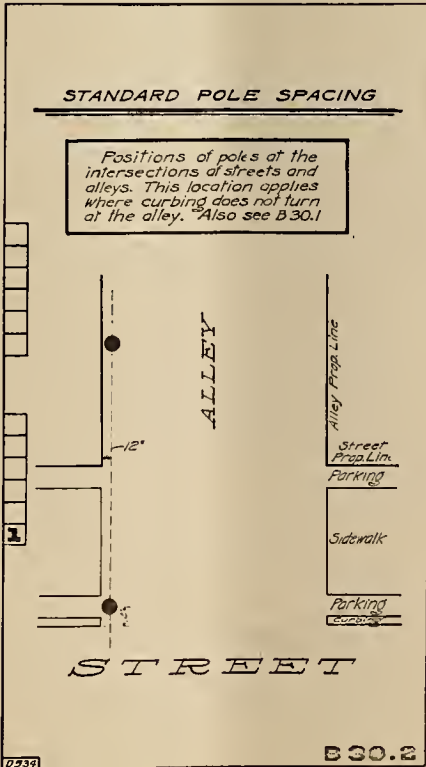 STANDARD POLE SPACING
Positions of poles at the
intersections of streets and
alleys. This location applies
where curbing does not turn
at the alley. Also see B 30.1
ALLEY
Alley Prop. Line
12"
Street
Prop. Line
Parking
Sidewalk
Parking
Curbing
STREET
1
B 30.2